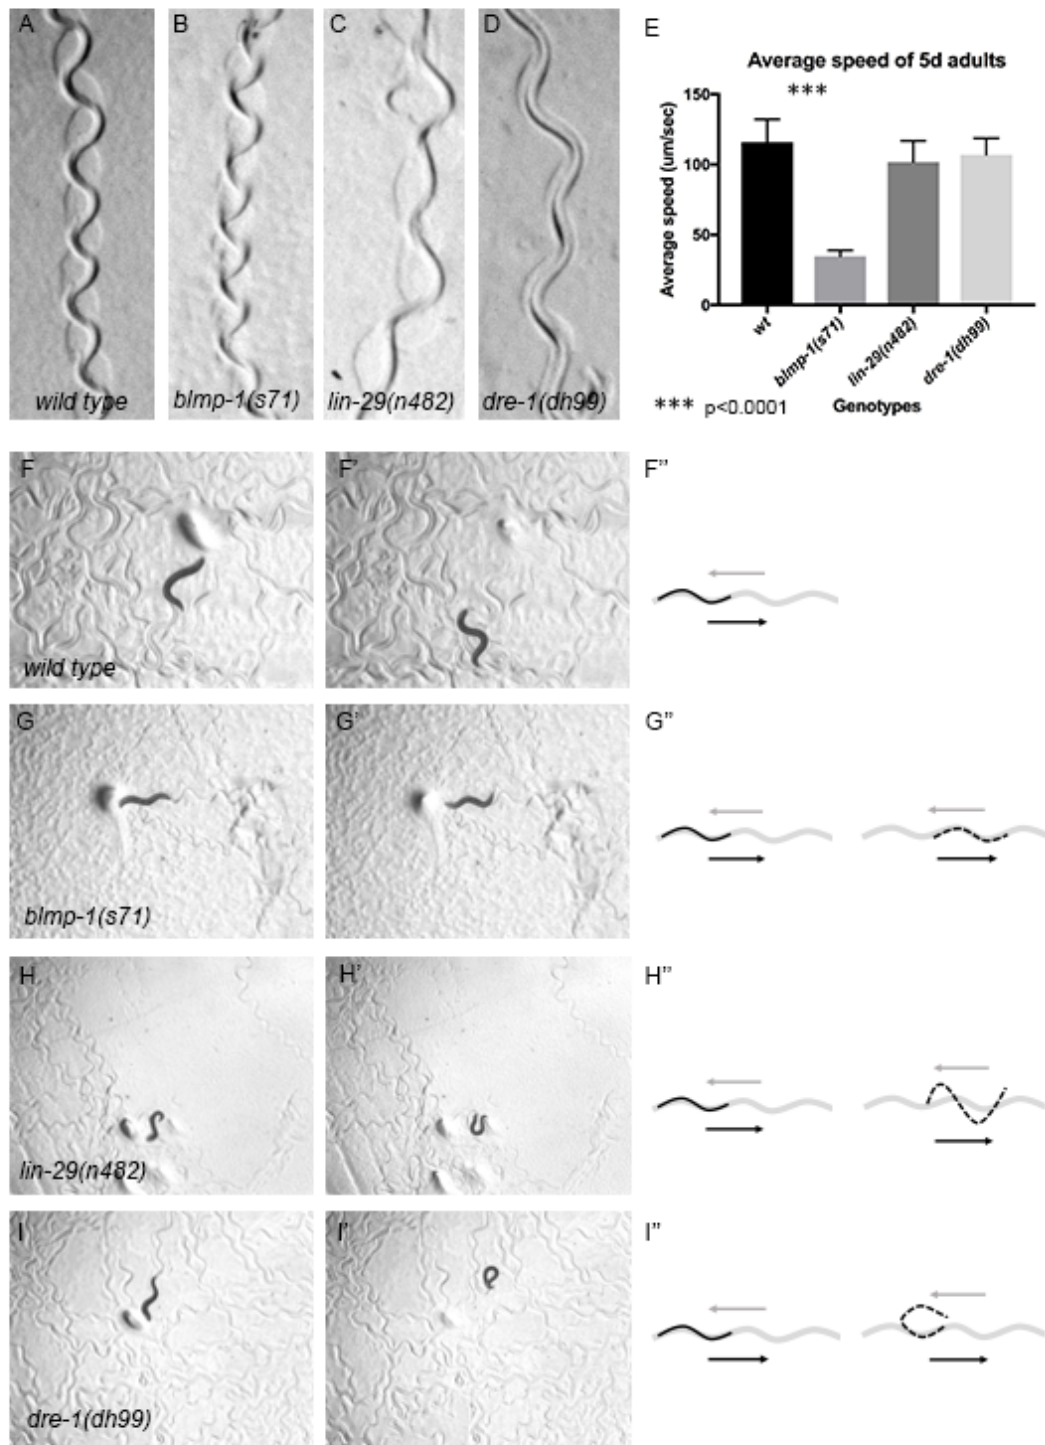 A
B
C
D
E
wild type
blmp-1(s71)
lin-29(n482)
dre-1(dh99)
Average speed of 5d adults
***
Average speed (um/sec)
150
100
50
0
wt
blmp-1(s71)
lin-29(n482)
dre-1(dh99)
*** p<0.0001
Genotypes
F
F'
F"
wild type
G
G'
G"
blmp-1(s71)
H
H'
H"
lin-29(n482)
I
I'
I"
dre-1(dh99)